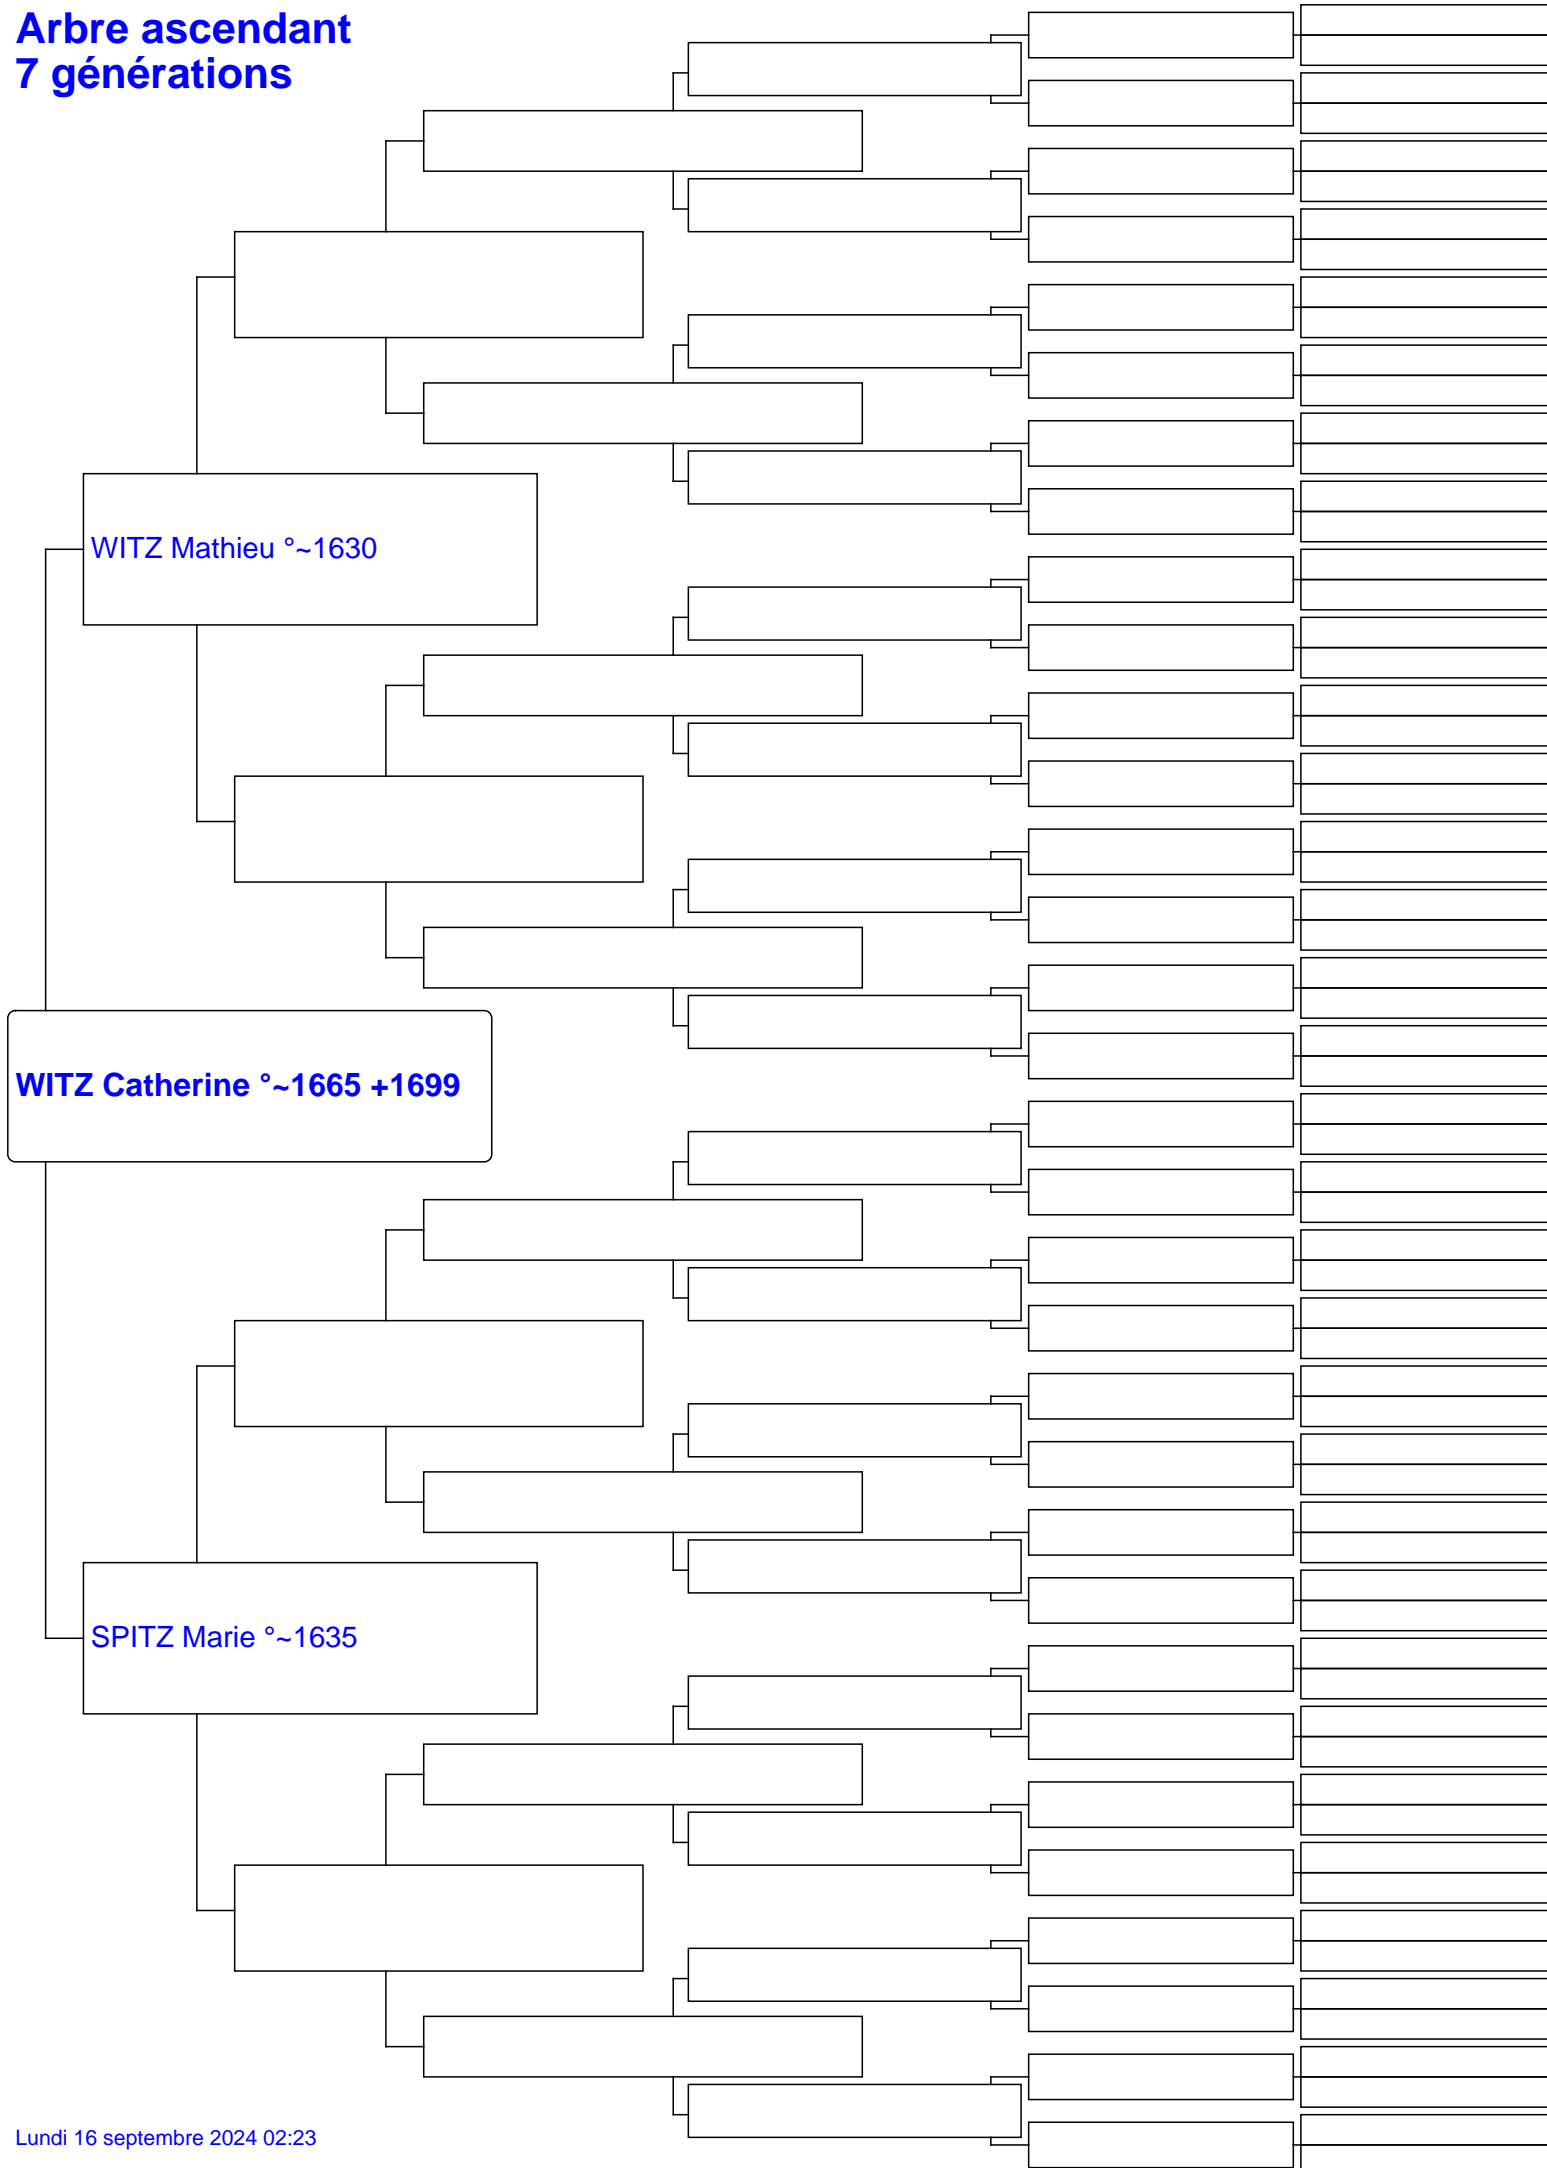 Arbre ascendant
7 générations
WITZ Mathieu °~1630
WITZ Catherine °~1665 +1699
SPITZ Marie °~1635
Lundi 16 septembre 2024 02:23